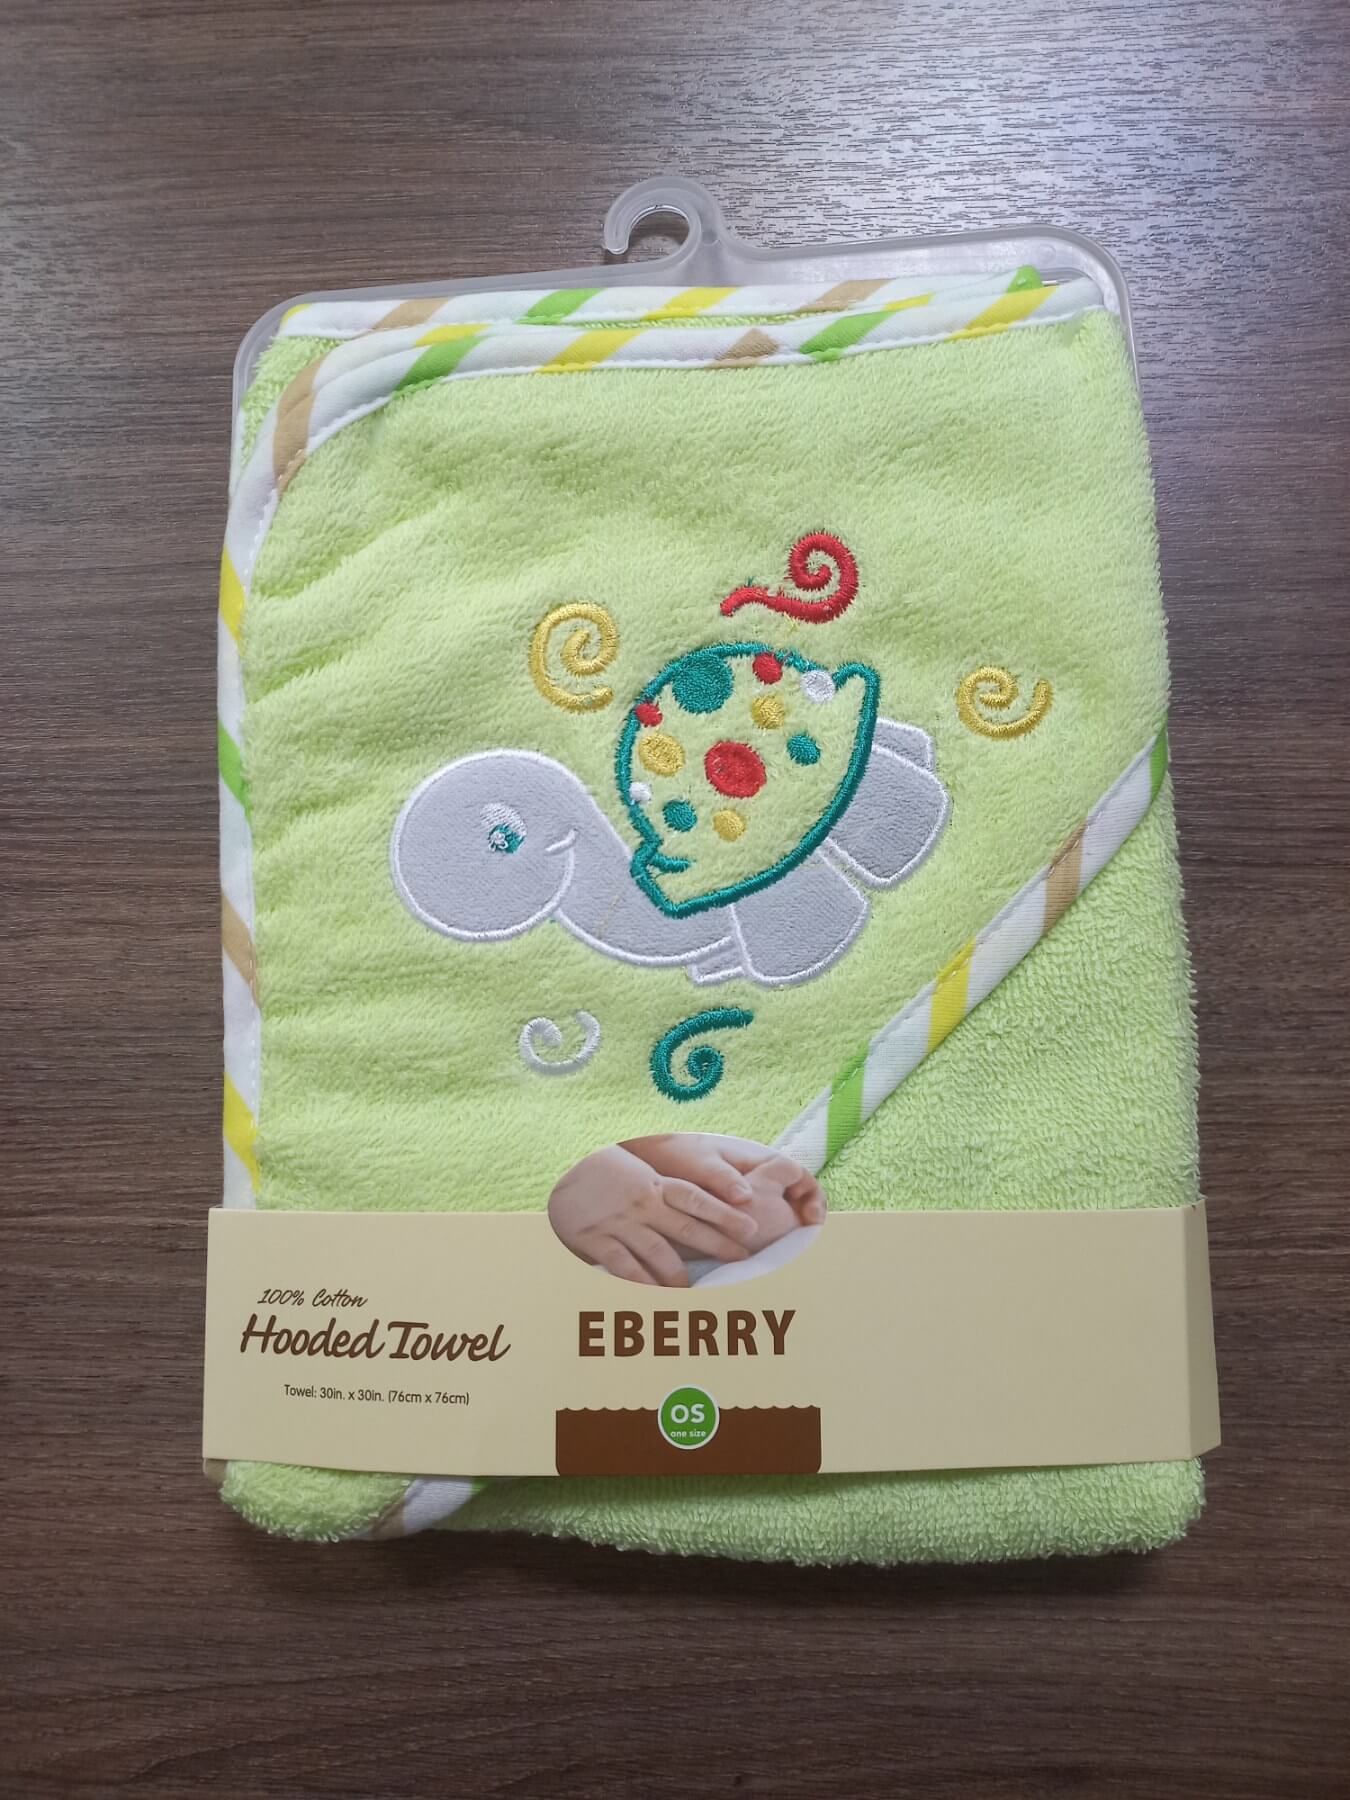 100% Cotton
Hooded Towel
Towel: 30in. x 30in. (76cm x 76cm)
EBERRY
OS
one size